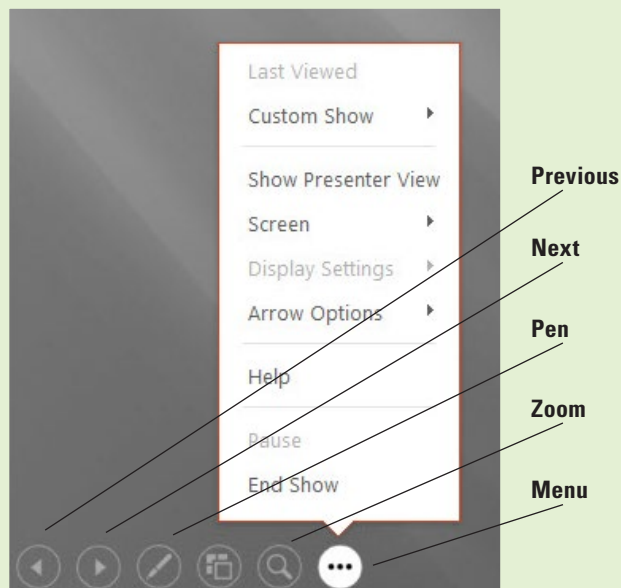 Last Viewed
Custom Show
Show Presenter View
Screen
Display Settings
Arrow Options
Help
Pause
End Show
Previous
Next
Pen
Zoom
Menu